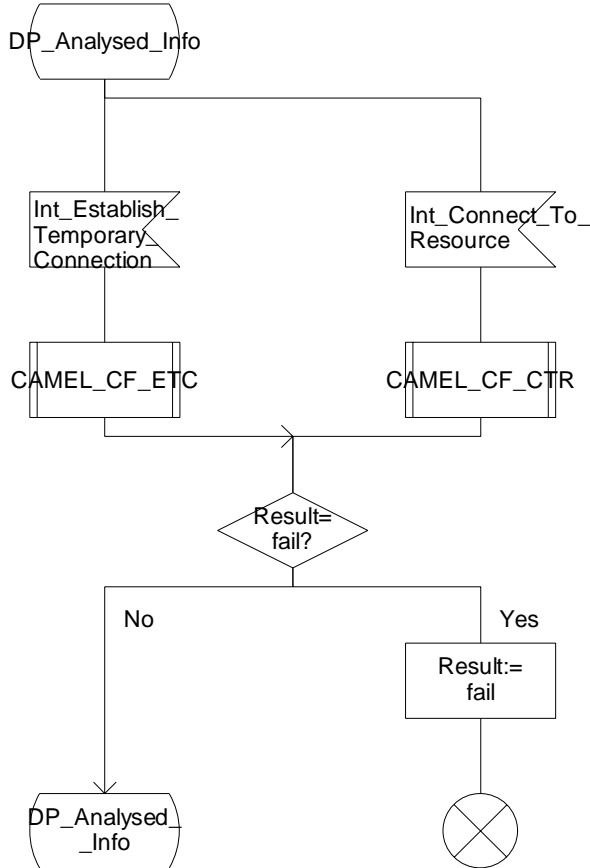 DP_Analysed_Info
Int_Establish_
Temporary_
Connection
Int_Connect_To_
Resource
CAMEL_CF_ETC
CAMEL_CF_CTR
Result=
fail?
No
Yes
Result:=
fail
DP_Analysed_
_Info